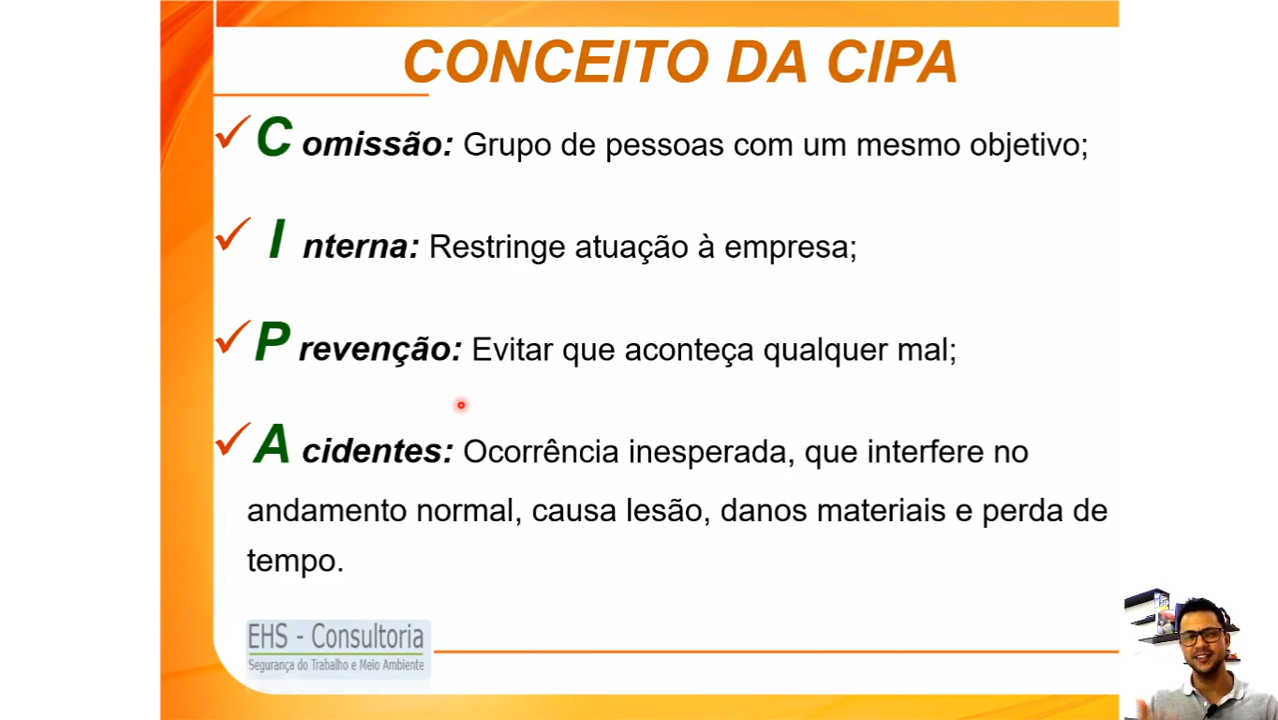 CONCEITO DA CIPA
C omissão: Grupo de pessoas com um mesmo objetivo;
I nterna: Restringe atuação à empresa;
P revenção: Evitar que aconteça qualquer mal;
A cidentes: Ocorrência inesperada, que interfere no
andamento normal, causa lesão, danos materiais e perda de
tempo.
EHS - Consultoria
Segurança do Trabalho e Meio Ambiente